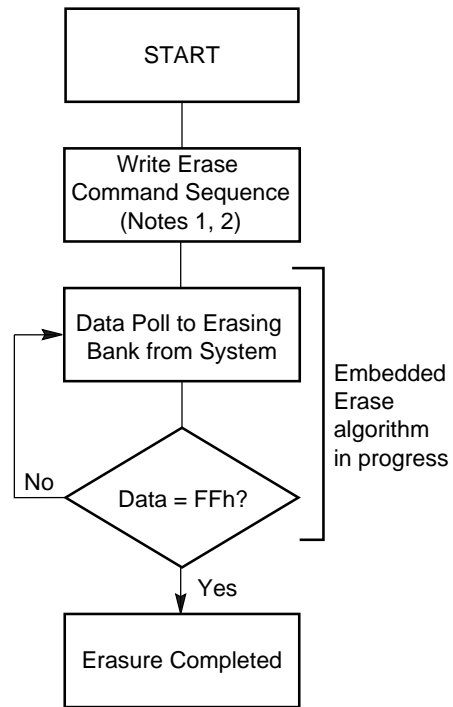 START
Write Erase
Command Sequence
(Notes 1, 2)
Data Poll to Erasing
Bank from System
Embedded
Erase
algorithm
in progress
No
Data = FFh?
Yes
Erasure Completed